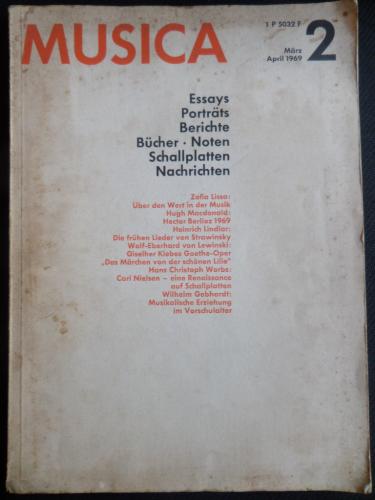 MUSICA
1 P 5032 F
März
April 1969
2
Essays
Porträts
Berichte
Bücher · Noten
Schallplatten
Nachrichten
Zofia Lissa:
Über den Wert in der Musik
Hugh Macdonald:
Hector Berlioz 1969
Heinrich Lindlar:
Die frühen Lieder von Strawinsky
Wolf-Eberhard von Lewinski:
Giselher Klebes Goethe-Oper
„Das Märchen von der schönen Lilie“
Hans Christoph Worbs:
Carl Nielsen – eine Renaissance
auf Schallplatten
Wilhelm Gebhardt:
Musikalische Erziehung
im Vorschulalter